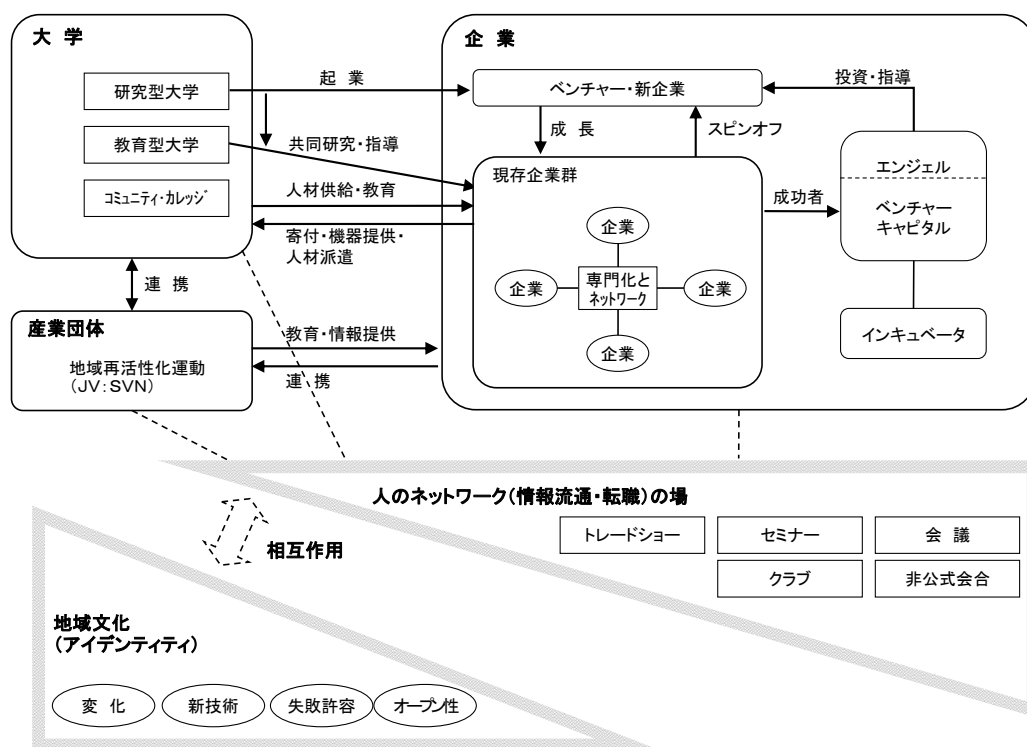 大 学
研究型大学
教育型大学
コミュニティ・カレッジ
起 業
共同研究・指導
人材供給・教育
寄付・機器提供・
人材派遣
連 携
企 業
ベンチャー・新企業
投資・指導
成 長
スピンオフ
現存企業群
企業
企業
専門化と
ネットワーク
企業
企業
成功者
エンジェル
ベンチャー
キャピタル
インキュベータ
産業団体
地域再活性化運動
(JV:SVN)
教育・情報提供
連 携
人のネットワーク(情報流通・転職)の場
トレードショー
セミナー
会 議
クラブ
非公式会合
相互作用
地域文化
(アイデンティティ)
変 化
新技術
失敗許容
オープン性